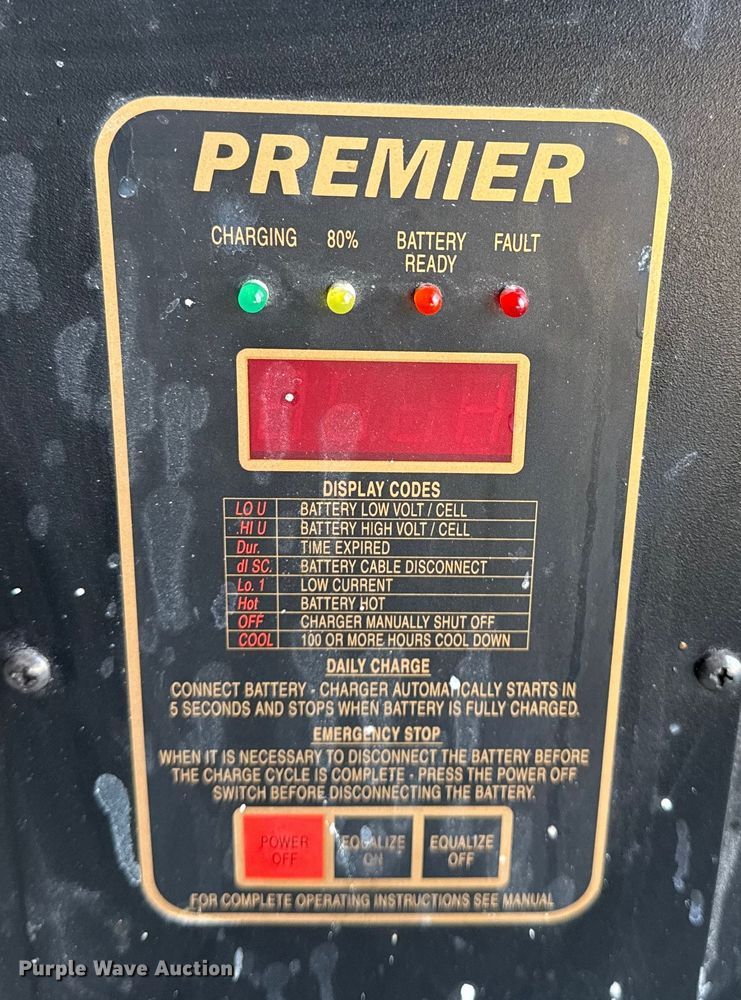 PREMIER
CHARGING 80% BATTERY READY FAULT
DISPLAY CODES
LO U BATTERY LOW VOLT / CELL
HI U BATTERY HIGH VOLT / CELL
Dur. TIME EXPIRED
dI SC. BATTERY CABLE DISCONNECT
Lo. 1 LOW CURRENT
Hot BATTERY HOT
OFF CHARGER MANUALLY SHUT OFF
COOL 100 OR MORE HOURS COOL DOWN
DAILY CHARGE
CONNECT BATTERY - CHARGER AUTOMATICALLY STARTS IN
5 SECONDS AND STOPS WHEN BATTERY IS FULLY CHARGED.
EMERGENCY STOP
WHEN IT IS NECESSARY TO DISCONNECT THE BATTERY BEFORE
THE CHARGE CYCLE IS COMPLETE - PRESS THE POWER OFF
SWITCH BEFORE DISCONNECTING THE BATTERY.
POWER OFF
EQUALIZE ON
EQUALIZE OFF
FOR COMPLETE OPERATING INSTRUCTIONS SEE MANUAL
Purple Wave Auction